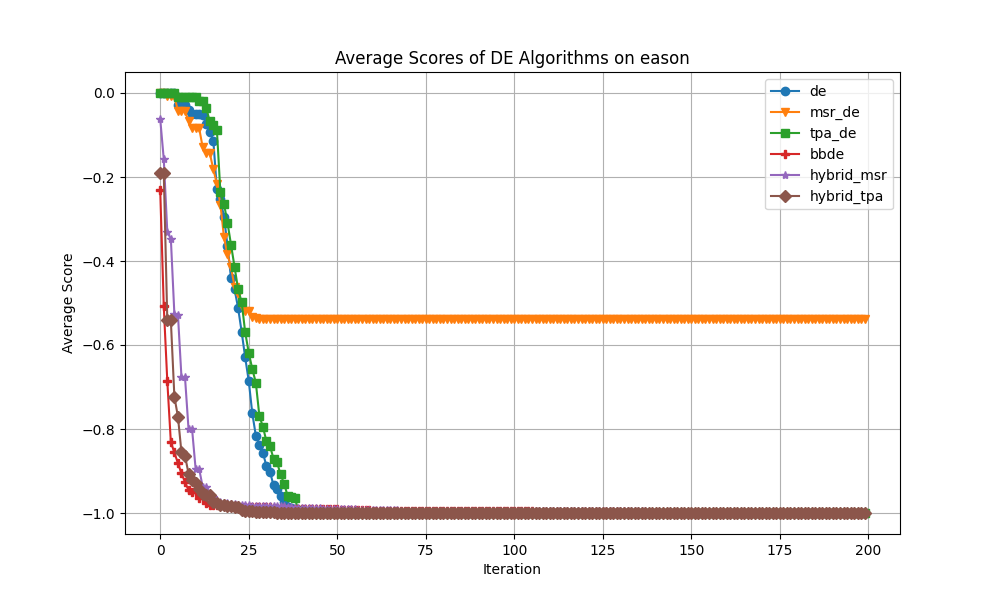 Average Scores of DE Algorithms on eason
de
msr_de
tpa_de
bbde
hybrid_msr
hybrid_tpa
0.0
−0.2
−0.4
−0.6
−0.8
−1.0
Average Score
0
25
50
75
100
125
150
175
200
Iteration